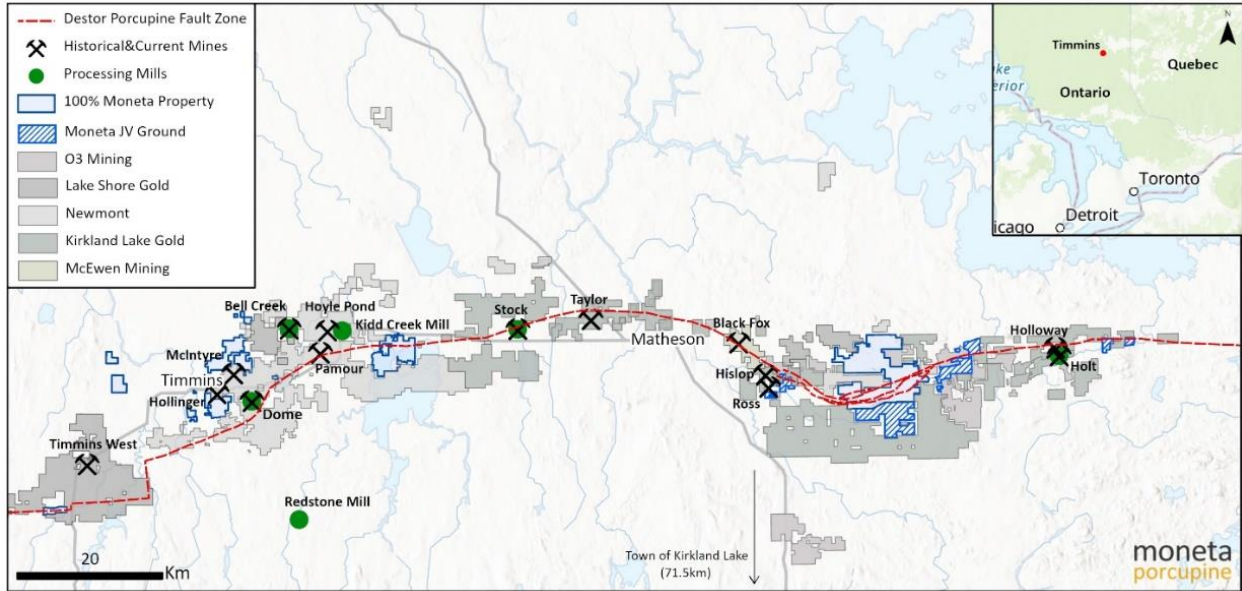 Destor Porcupine Fault Zone
Historical&Current Mines
Processing Mills
100% Moneta Property
Moneta JV Ground
O3 Mining
Lake Shore Gold
Newmont
Kirkland Lake Gold
McEwen Mining
N
Timmins
Quebec
Ontario
Toronto
Detroit
icago
Bell Creek
Hoyle Pond
Kidd Creek Mill
Stock
Taylor
Matheson
Black Fox
Holloway
McIntyre
Pamour
Timmins
Hislop
Holt
Hollinger
Dome
Ross
Timmins West
Redstone Mill
20
Km
Town of Kirkland Lake
(71.5km)
moneta
porcupine